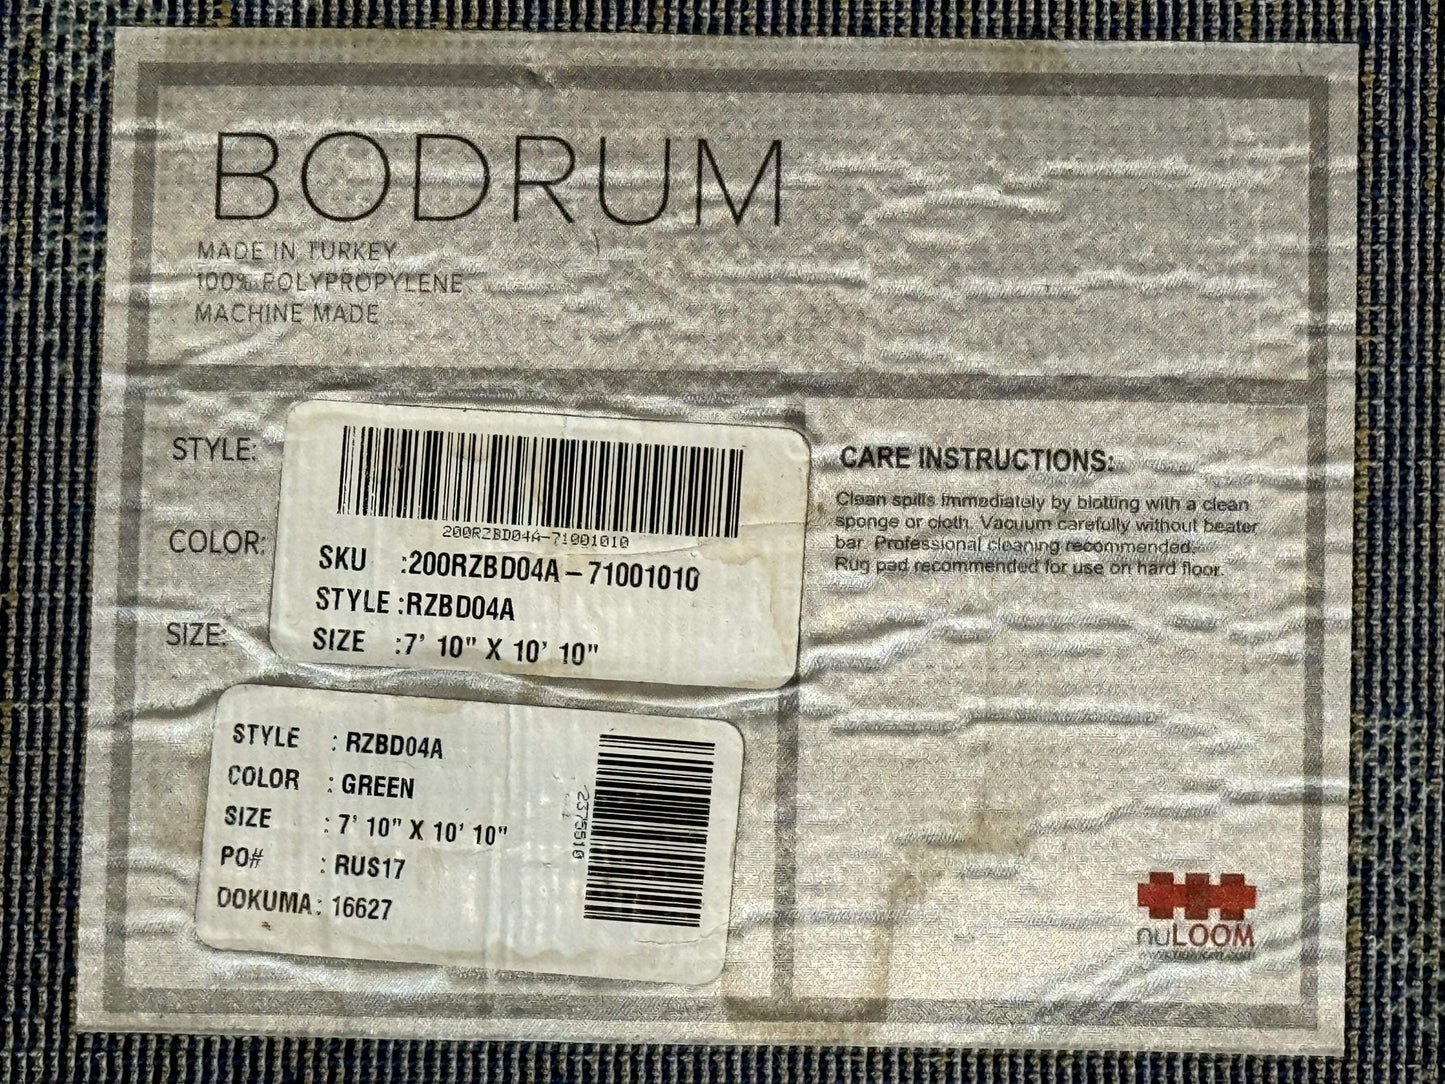 BODRUM
MADE IN TURKEY
100% POLYPROPYLENE
MACHINE MADE
STYLE:
COLOR:
SIZE:
200RZBD04A-71001010
SKU :200RZBD04A-71001010
STYLE :RZBD04A
SIZE :7' 10" X 10' 10"
STYLE : RZBD04A
COLOR : GREEN
SIZE : 7' 10" X 10' 10"
PO# : RUS17
DOKUMA : 16627
2375510
CARE INSTRUCTIONS:
Clean spills immediately by blotting with a clean
sponge or cloth. Vacuum carefully without beater
bar. Professional cleaning recommended.
Rug pad recommended for use on hard floor.
nuLOOM